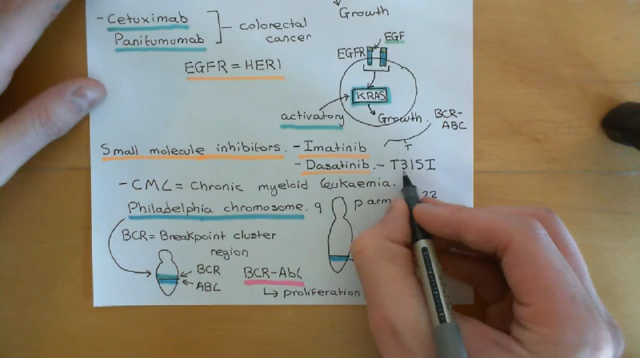 Growth
- Cetuximab
Panitumumab
colorectal
cancer
EGFR = HER1
EGFR
EGF
KRAS
activatory
Growth.
BCR-
ABL
Small molecule inhibitors. - Imatinib
- Dasatinib. - T315I
T
- CML = Chronic myeloid leukaemia.
Philadelphia chromosome. 9
p arm
22
BCR = Breakpoint cluster
region
BCR
ABL
BCR-AbL
↳ proliferation